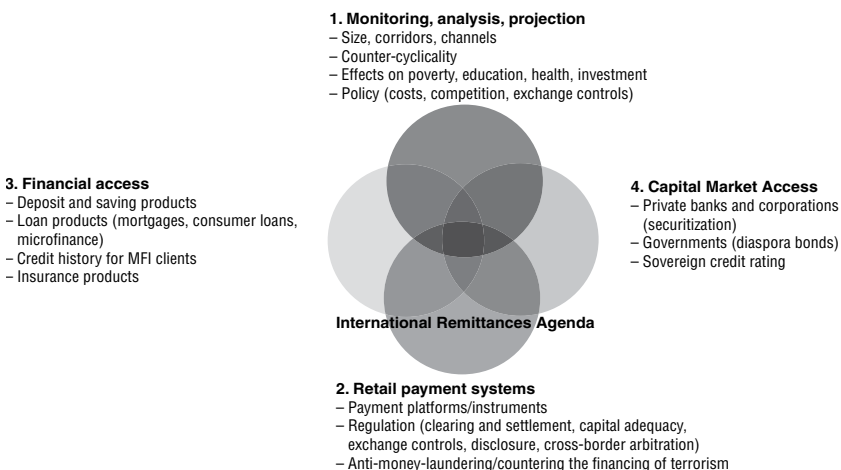 1. Monitoring, analysis, projection
– Size, corridors, channels
– Counter-cyclicality
– Effects on poverty, education, health, investment
– Policy (costs, competition, exchange controls)
3. Financial access
– Deposit and saving products
– Loan products (mortgages, consumer loans,
microfinance)
– Credit history for MFI clients
– Insurance products
4. Capital Market Access
– Private banks and corporations
(securitization)
– Governments (diaspora bonds)
– Sovereign credit rating
International Remittances Agenda
2. Retail payment systems
– Payment platforms/instruments
– Regulation (clearing and settlement, capital adequacy,
exchange controls, disclosure, cross-border arbitration)
– Anti-money-laundering/countering the financing of terrorism